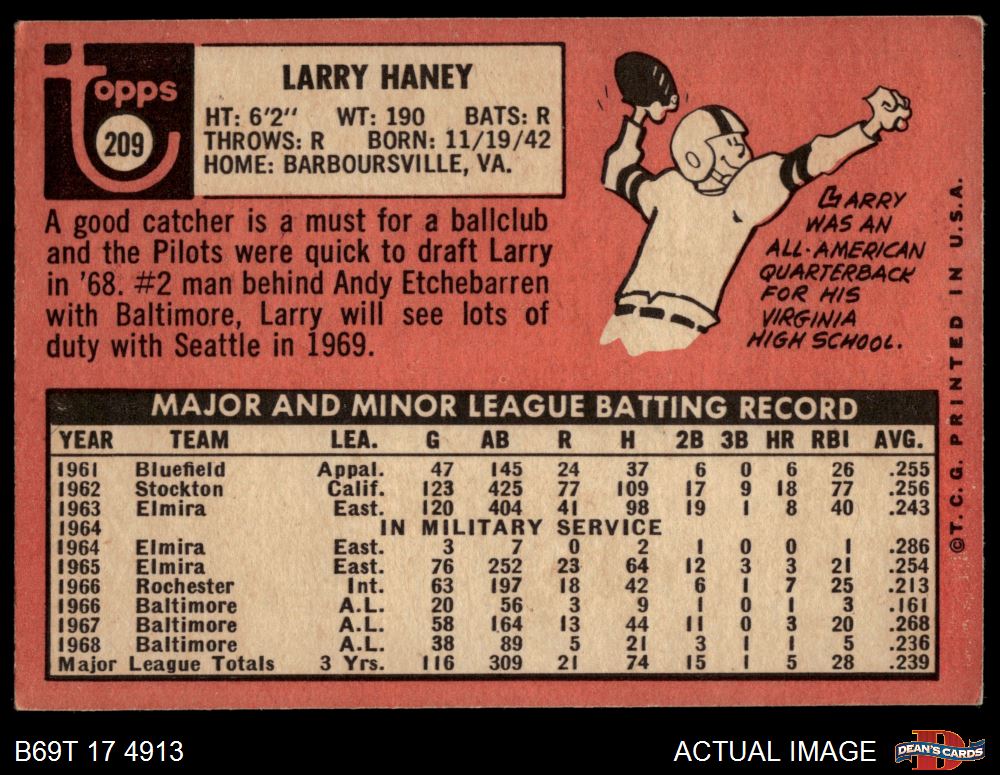 topps
209
LARRY HANEY
HT: 6'2" WT: 190 BATS: R
THROWS: R BORN: 11/19/42
HOME: BARBOURSVILLE, VA.
A good catcher is a must for a ballclub
and the Pilots were quick to draft Larry
in '68. #2 man behind Andy Etchebarren
with Baltimore, Larry will see lots of
duty with Seattle in 1969.
LARRY
WAS AN
ALL-AMERICAN
QUARTERBACK
FOR HIS
VIRGINIA
HIGH SCHOOL.
MAJOR AND MINOR LEAGUE BATTING RECORD
YEAR TEAM LEA. G AB R H 2B 3B HR RBI AVG.
1961 Bluefield Appal. 47 145 24 37 6 0 6 26 .255
1962 Stockton Calif. 123 425 77 109 17 9 18 77 .256
1963 Elmira East. 120 404 41 98 19 1 8 40 .243
1964 IN MILITARY SERVICE
1964 Elmira East. 3 7 0 2 1 0 0 1 .286
1965 Elmira East. 76 252 23 64 12 3 3 21 .254
1966 Rochester Int. 63 197 18 42 6 1 7 25 .213
1966 Baltimore A.L. 20 56 3 9 1 0 1 3 .161
1967 Baltimore A.L. 58 164 13 44 11 0 3 20 .268
1968 Baltimore A.L. 38 89 5 21 3 1 1 5 .236
Major League Totals 3 Yrs. 116 309 21 74 15 1 5 28 .239
©T.C.G. PRINTED IN U.S.A.
B69T 17 4913
ACTUAL IMAGE
DEAN'S CARDS